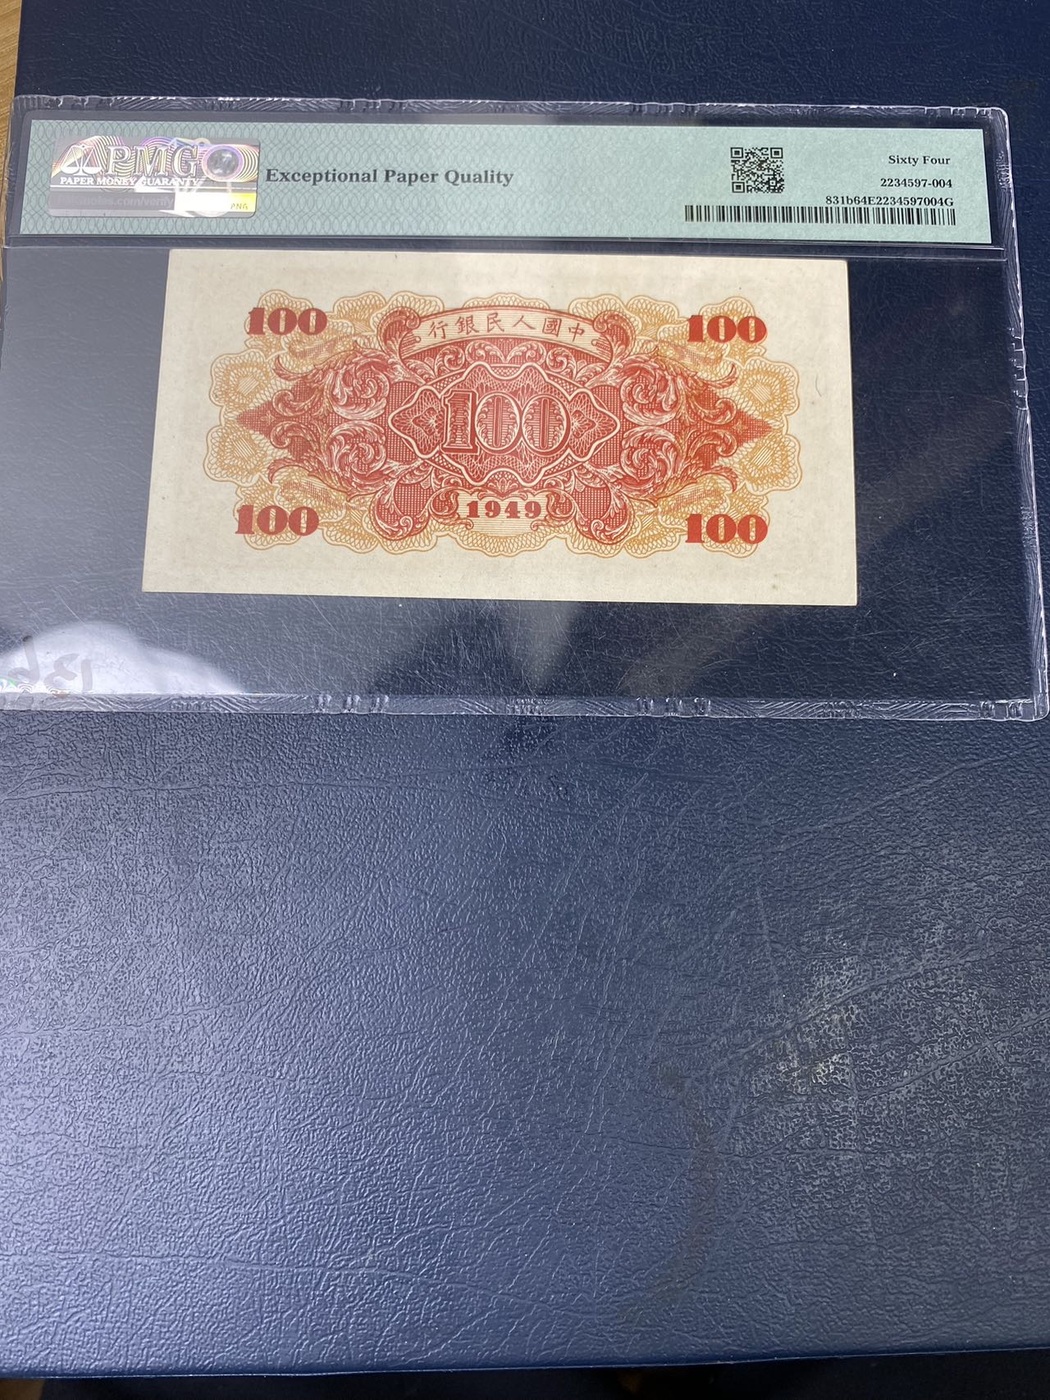 PMG
PAPER MONEY GUARANTY
Exceptional Paper Quality
Sixty Four
2234597-004
831b64E2234597004G
行銀民人國中
100
100
100
1949
100
100